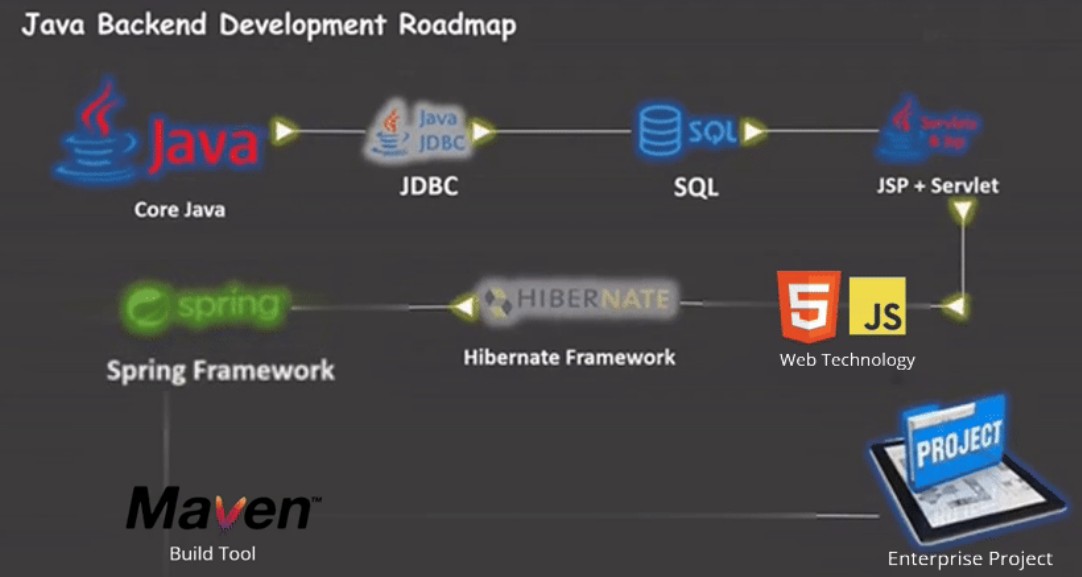 Java Backend Development Roadmap
Java
Core Java
Java
JDBC
JDBC
SQL
SQL
Servlets
& Jsp
JSP + Servlet
spring
Spring Framework
HIBERNATE
Hibernate Framework
5
JS
Web Technology
Maven™
Build Tool
PROJECT
Enterprise Project